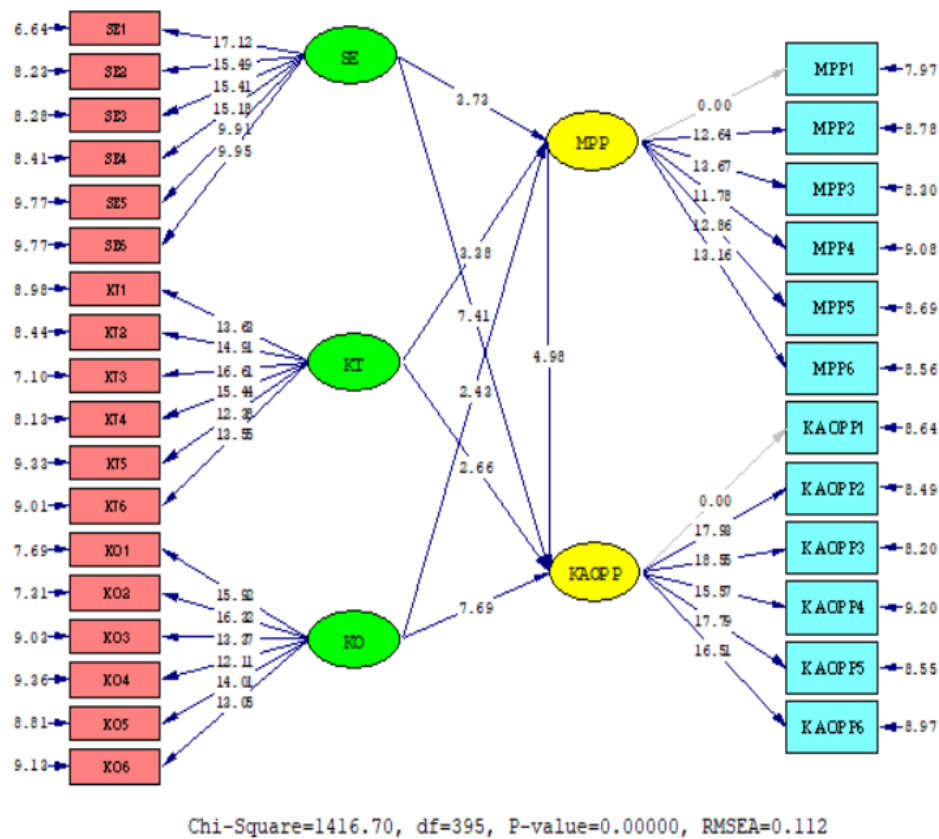 6.64 SE1
8.23 SE2
8.28 SE3
8.41 SE4
9.77 SE5
9.77 SE6
8.98 KT1
8.44 KT2
7.10 KT3
8.13 KT4
9.33 KT5
9.01 KT6
7.69 KO1
7.31 KO2
9.03 KO3
9.36 KO4
8.81 KO5
9.13 KO6
17.12
15.49
15.41
15.18
9.91
9.95
13.63
14.91
16.61
15.44
12.38
13.55
15.92
16.32
13.37
12.11
14.01
13.05
SE
KT
KO
3.73
3.38
7.41
2.43
2.66
7.69
4.98
MPP
KAOPP
0.00
12.64
13.67
11.78
12.86
13.16
0.00
17.93
18.55
15.57
17.79
16.51
MPP1 7.97
MPP2 8.78
MPP3 8.30
MPP4 9.08
MPP5 8.69
MPP6 8.56
KAOPP1 8.64
KAOPP2 8.49
KAOPP3 8.20
KAOPP4 9.20
KAOPP5 8.55
KAOPP6 8.97
Chi-Square=1416.70, df=395, P-value=0.00000, RMSEA=0.112